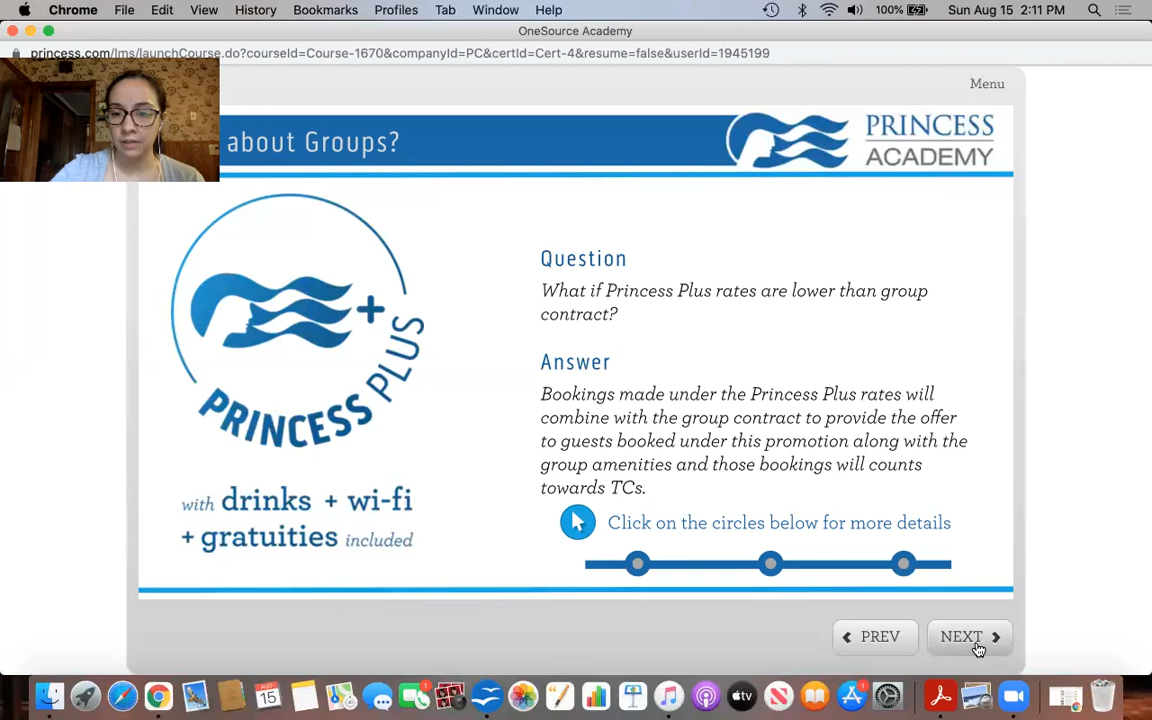 Chrome File Edit View History Bookmarks Profiles Tab Window Help 100% Sun Aug 15 2:11 PM
OneSource Academy
princess.com/lms/launchCourse.do?courseId=Course-1670&companyId=PC&certId=Cert-4&resume=false&userId=1945199
Menu
about Groups?
PRINCESS
ACADEMY
PRINCESS PLUS
with drinks + wi-fi
+ gratuities included
Question
What if Princess Plus rates are lower than group
contract?
Answer
Bookings made under the Princess Plus rates will
combine with the group contract to provide the offer
to guests booked under this promotion along with the
group amenities and those bookings will counts
towards TCs.
Click on the circles below for more details
PREV NEXT
AUG
15
1
tv
1